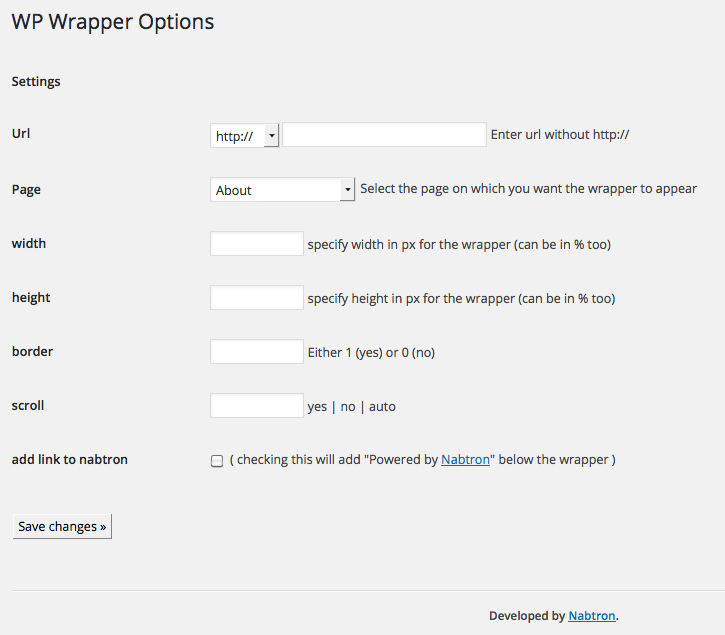 WP Wrapper Options
Settings
Url http:// Enter url without http://
Page About Select the page on which you want the wrapper to appear
width specify width in px for the wrapper (can be in % too)
height specify height in px for the wrapper (can be in % too)
border Either 1 (yes) or 0 (no)
scroll yes | no | auto
add link to nabtron ( checking this will add "Powered by Nabtron" below the wrapper )
Save changes »
Developed by Nabtron.